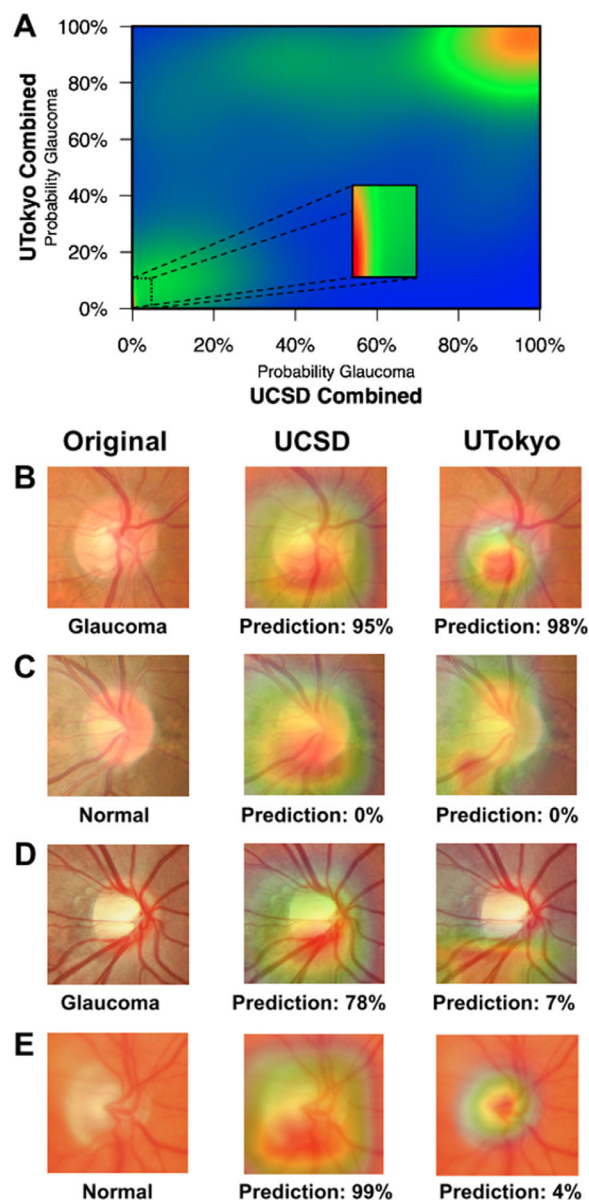 A
100%
80%
60%
40%
20%
0%
UTokyo Combined
Probability Glaucoma
0% 20% 40% 60% 80% 100%
Probability Glaucoma
UCSD Combined
Original UCSD UTokyo
B
Glaucoma Prediction: 95% Prediction: 98%
C
Normal Prediction: 0% Prediction: 0%
D
Glaucoma Prediction: 78% Prediction: 7%
E
Normal Prediction: 99% Prediction: 4%